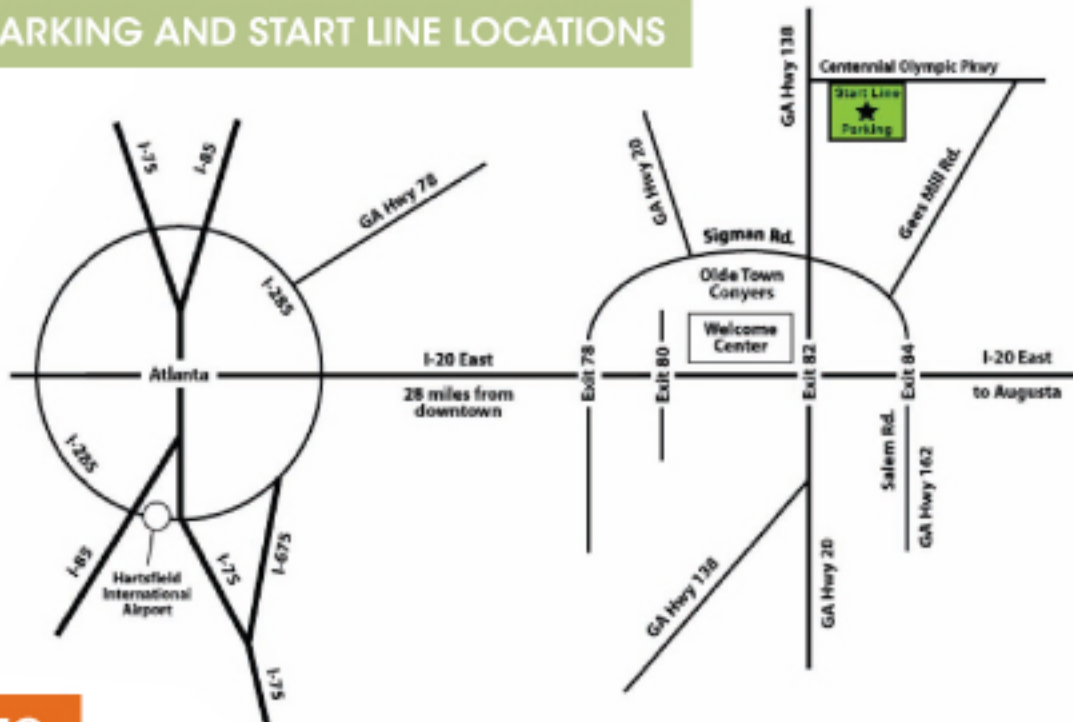 ARKING AND START LINE LOCATIONS
GA Hwy 138
Centennial Olympic Pkwy
Start Line
Parking
I-75
I-85
GA Hwy 78
GA Hwy 20
Gees Mill Rd.
Sigman Rd.
I-285
Olde Town
Conyers
Welcome
Center
Atlanta
I-20 East
28 miles from
downtown
Exit 78
Exit 80
Exit 82
Exit 84
I-20 East
to Augusta
I-285
Salem Rd.
GA Hwy 162
I-85
Hartsfield
International
Airport
I-75
I-675
GA Hwy 138
GA Hwy 20
I-75